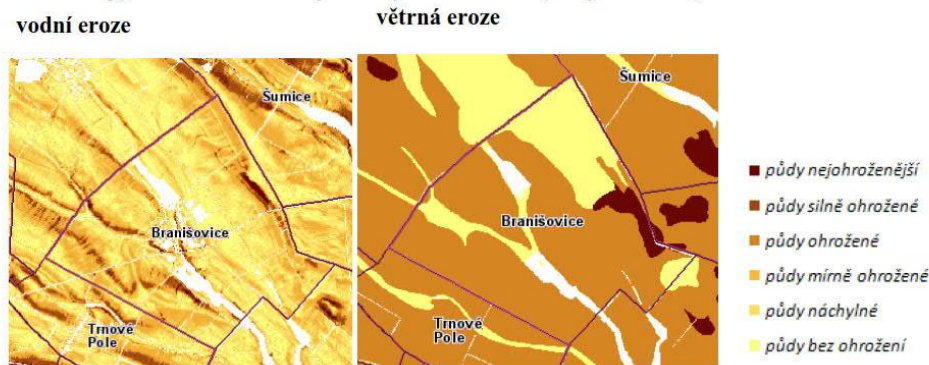 vodní eroze
větrná eroze
Šumice
Branišovice
Trnové
Pole
Šumice
Branišovice
Trnové
Pole
půdy nejohroženější
půdy silně ohrožené
půdy ohrožené
půdy mírně ohrožené
půdy náchylné
půdy bez ohrožení